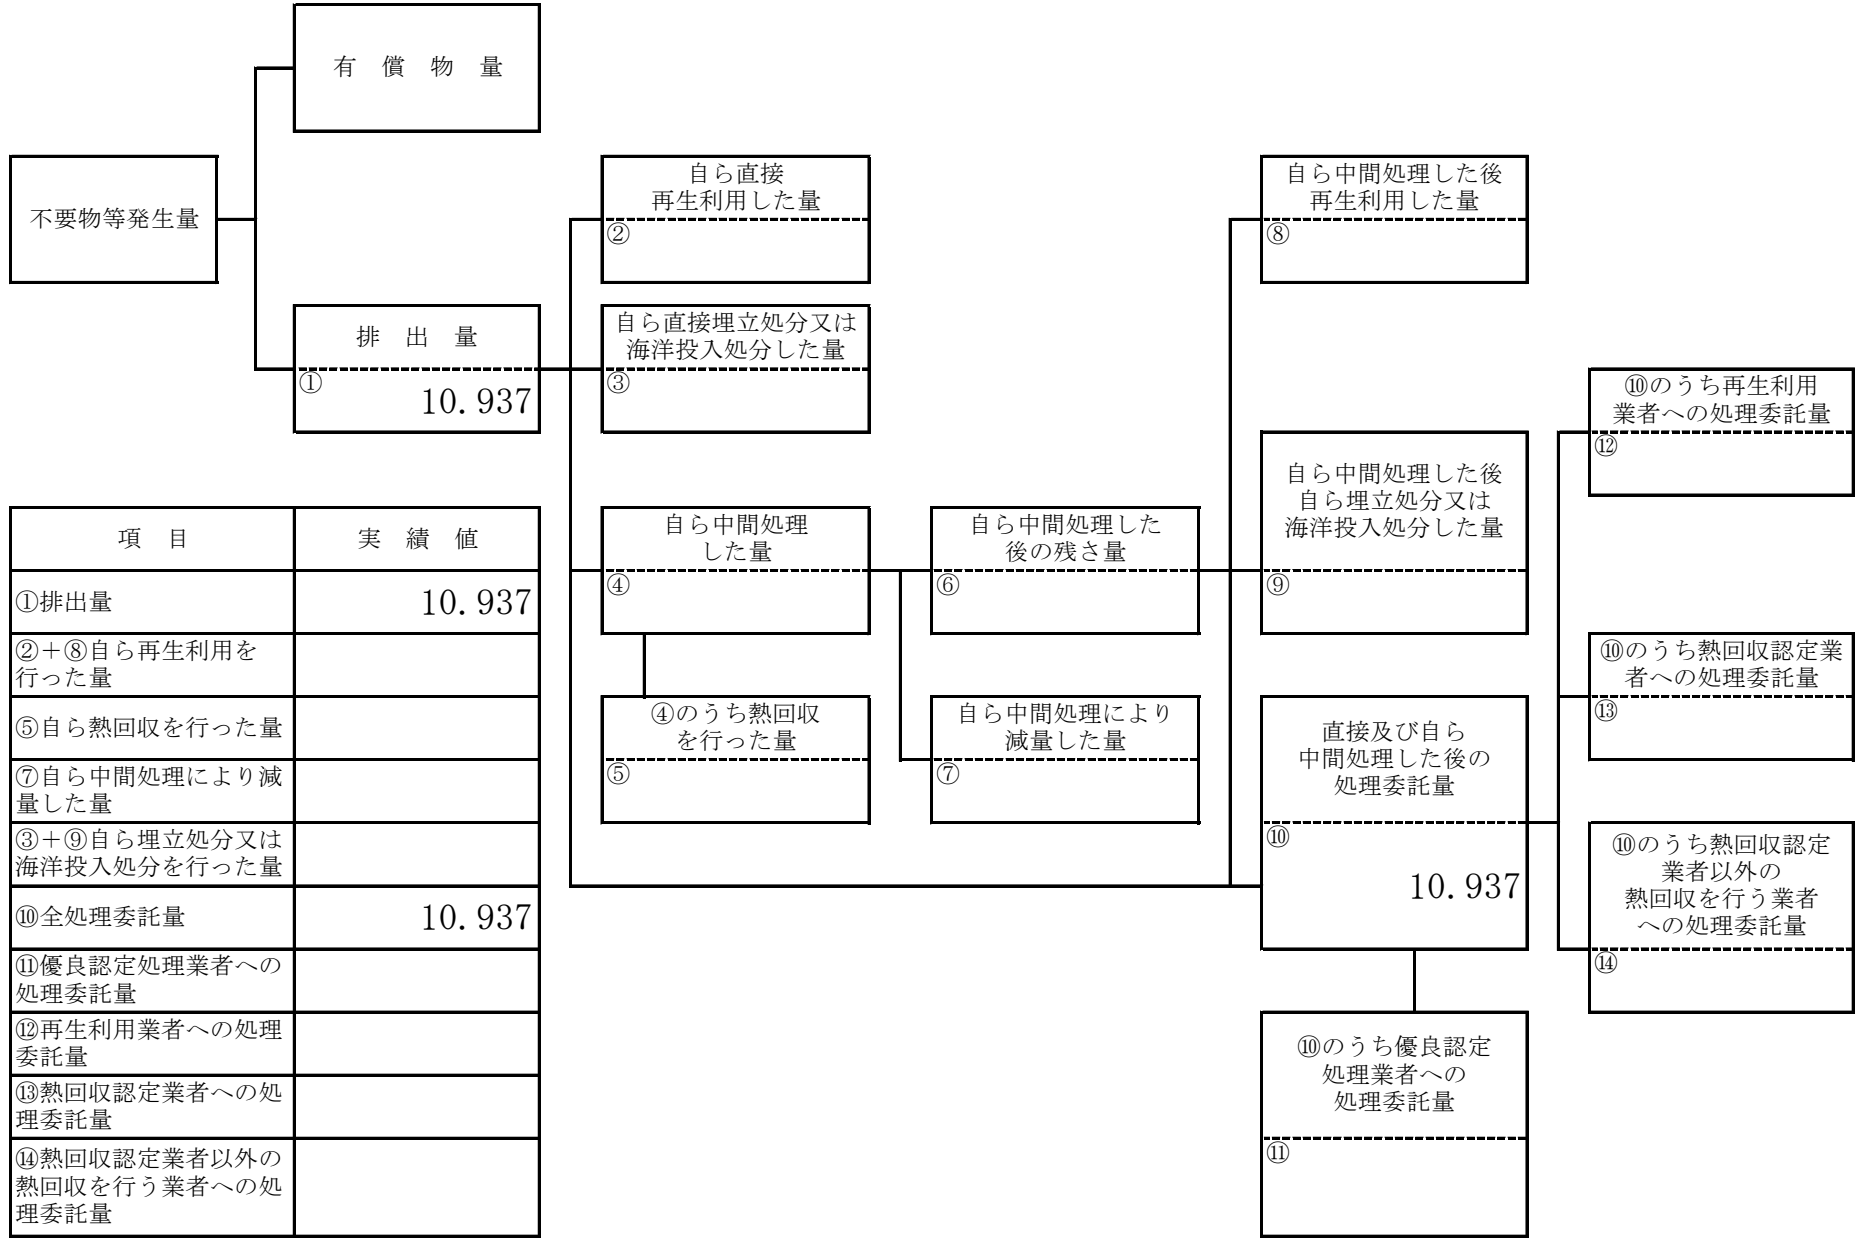 有 償 物 量
不要物等発生量
排 出 量
①
10.937
自ら直接
再生利用した量
②
自ら直接埋立処分又は
海洋投入処分した量
③
自ら中間処理
した量
④
④のうち熱回収
を行った量
⑤
自ら中間処理した
後の残さ量
⑥
自ら中間処理により
減量した量
⑦
自ら中間処理した後
再生利用した量
⑧
自ら中間処理した後
自ら埋立処分又は
海洋投入処分した量
⑨
直接及び自ら
中間処理した後の
処理委託量
⑩
10.937
⑩のうち優良認定
処理業者への
処理委託量
⑪
⑩のうち再生利用
業者への処理委託量
⑫
⑩のうち熱回収認定業
者への処理委託量
⑬
⑩のうち熱回収認定
業者以外の
熱回収を行う業者
への処理委託量
⑭
項 目 実 績 値
①排出量 10.937
②＋⑧自ら再生利用を
行った量
⑤自ら熱回収を行った量
⑦自ら中間処理により減
量した量
③＋⑨自ら埋立処分又は
海洋投入処分を行った量
⑩全処理委託量 10.937
⑪優良認定処理業者への
処理委託量
⑫再生利用業者への処理
委託量
⑬熱回収認定業者への処
理委託量
⑭熱回収認定業者以外の
熱回収を行う業者への処
理委託量